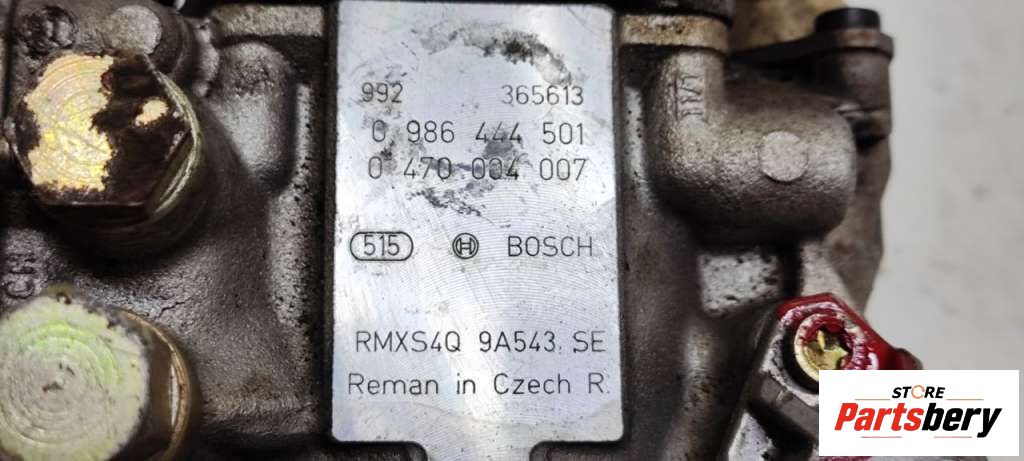 992 365613
0 986 444 501
0 470 004 007
515 BOSCH
RMXS4Q 9A543 SE
Reman in Czech R.
STORE
Partsbery